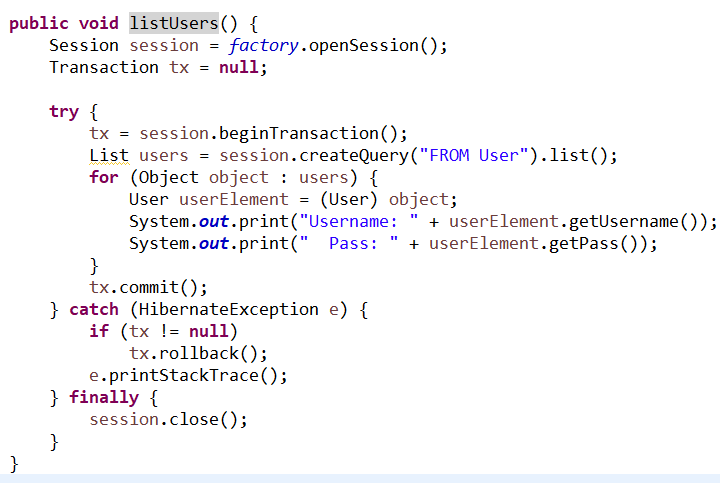 public void listUsers() {
    Session session = factory.openSession();
    Transaction tx = null;

    try {
        tx = session.beginTransaction();
        List users = session.createQuery("FROM User").list();
        for (Object object : users) {
            User userElement = (User) object;
            System.out.print("Username: " + userElement.getUsername());
            System.out.print("  Pass: " + userElement.getPass());
        }
        tx.commit();
    } catch (HibernateException e) {
        if (tx != null)
            tx.rollback();
        e.printStackTrace();
    } finally {
        session.close();
    }
}